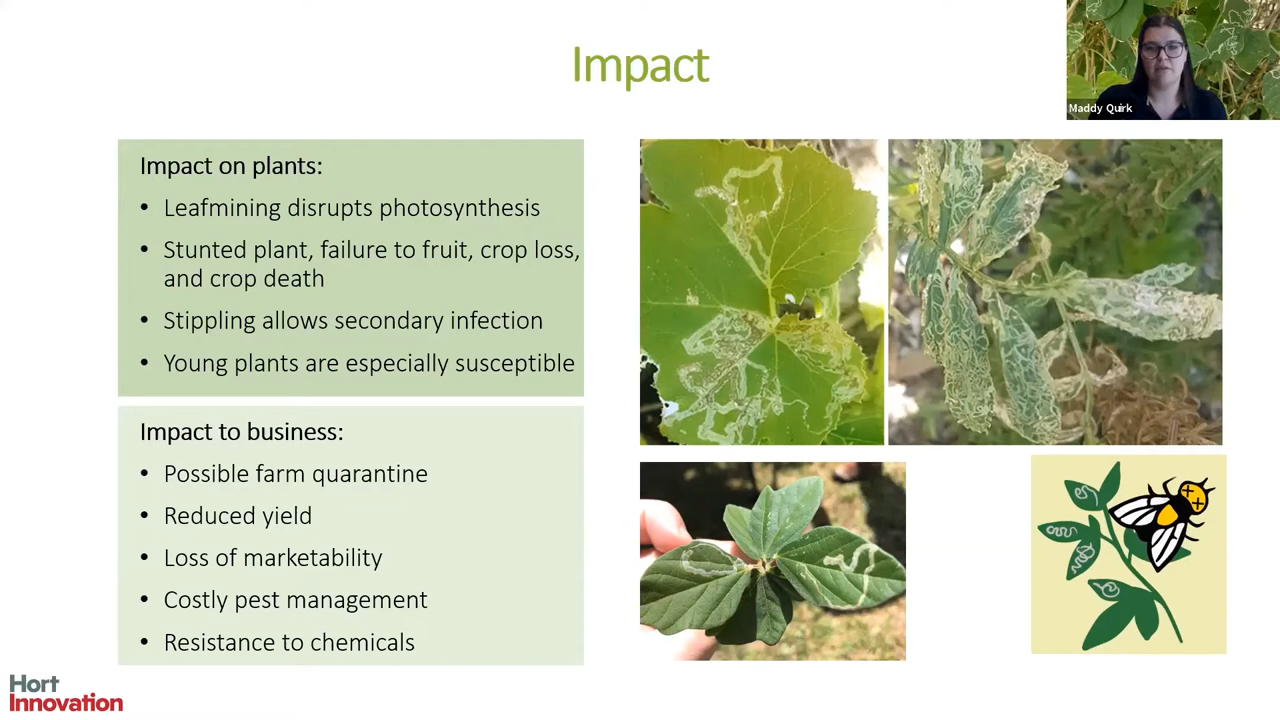 Impact
Maddy Quirk
Impact on plants:
• Leafmining disrupts photosynthesis
• Stunted plant, failure to fruit, crop loss,
and crop death
• Stippling allows secondary infection
• Young plants are especially susceptible
Impact to business:
• Possible farm quarantine
• Reduced yield
• Loss of marketability
• Costly pest management
• Resistance to chemicals
Hort
Innovation